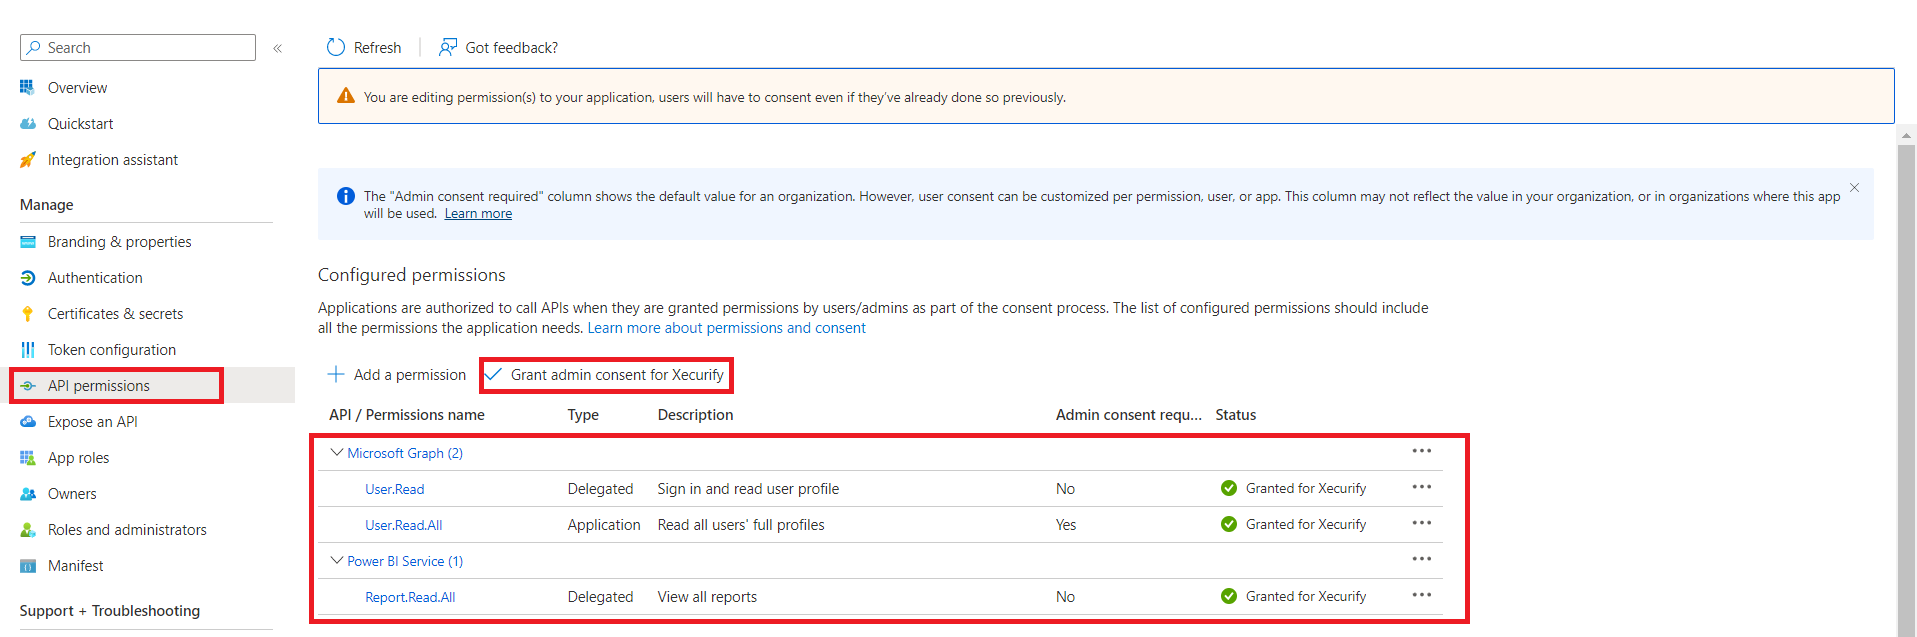 Search
«
Refresh
Got feedback?
Overview
Quickstart
Integration assistant
Manage
Branding & properties
Authentication
Certificates & secrets
Token configuration
API permissions
Expose an API
App roles
Owners
Roles and administrators
Manifest
Support + Troubleshooting
You are editing permission(s) to your application, users will have to consent even if they've already done so previously.
The "Admin consent required" column shows the default value for an organization. However, user consent can be customized per permission, user, or app. This column may not reflect the value in your organization, or in organizations where this app
will be used. Learn more
Configured permissions
Applications are authorized to call APIs when they are granted permissions by users/admins as part of the consent process. The list of configured permissions should include
all the permissions the application needs. Learn more about permissions and consent
Add a permission Grant admin consent for Xecurify
API / Permissions name Type Description Admin consent requ... Status
Microsoft Graph (2)
User.Read Delegated Sign in and read user profile No Granted for Xecurify
User.Read.All Application Read all users' full profiles Yes Granted for Xecurify
Power BI Service (1)
Report.Read.All Delegated View all reports No Granted for Xecurify